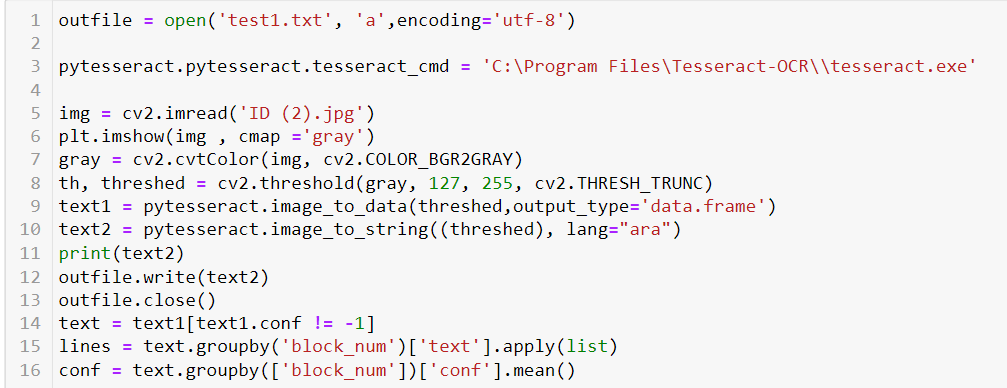 1 outfile = open('test1.txt', 'a',encoding='utf-8')
2
3 pytesseract.pytesseract.tesseract_cmd = 'C:\Program Files\Tesseract-OCR\\tesseract.exe'
4
5 img = cv2.imread('ID (2).jpg')
6 plt.imshow(img , cmap ='gray')
7 gray = cv2.cvtColor(img, cv2.COLOR_BGR2GRAY)
8 th, threshed = cv2.threshold(gray, 127, 255, cv2.THRESH_TRUNC)
9 text1 = pytesseract.image_to_data(threshed,output_type='data.frame')
10 text2 = pytesseract.image_to_string((threshed), lang="ara")
11 print(text2)
12 outfile.write(text2)
13 outfile.close()
14 text = text1[text1.conf != -1]
15 lines = text.groupby('block_num')['text'].apply(list)
16 conf = text.groupby(['block_num'])['conf'].mean()